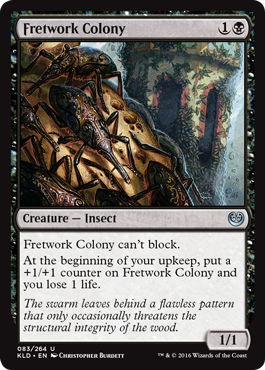 Fretwork Colony 1
Creature — Insect
Fretwork Colony can't block.
At the beginning of your upkeep, put a
+1/+1 counter on Fretwork Colony and
you lose 1 life.
The swarm leaves behind a flawless pattern
that only occasionally threatens the
structural integrity of the wood.
1/1
083/264 U
KLD • EN Christopher Burdett
™ & © 2016 Wizards of the Coast